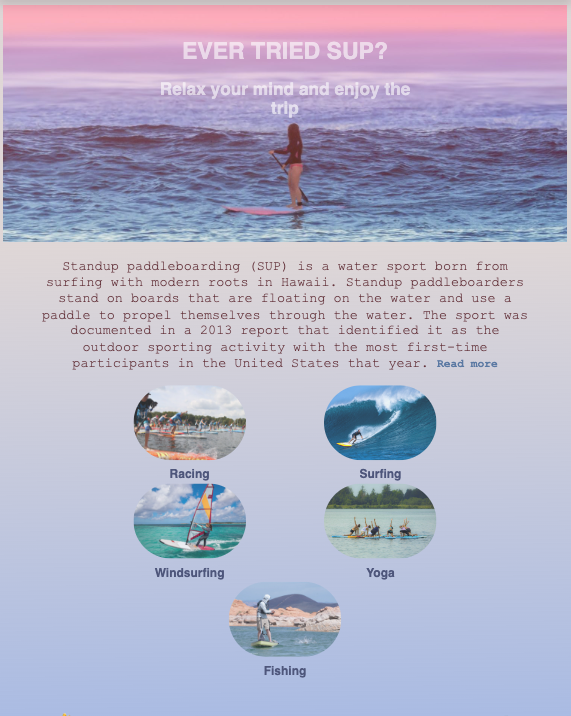 EVER TRIED SUP?
Relax your mind and enjoy the
trip
Standup paddleboarding (SUP) is a water sport born from
surfing with modern roots in Hawaii. Standup paddleboarders
stand on boards that are floating on the water and use a
paddle to propel themselves through the water. The sport was
documented in a 2013 report that identified it as the
outdoor sporting activity with the most first-time
participants in the United States that year. Read more
Racing
Surfing
Windsurfing
Yoga
Fishing